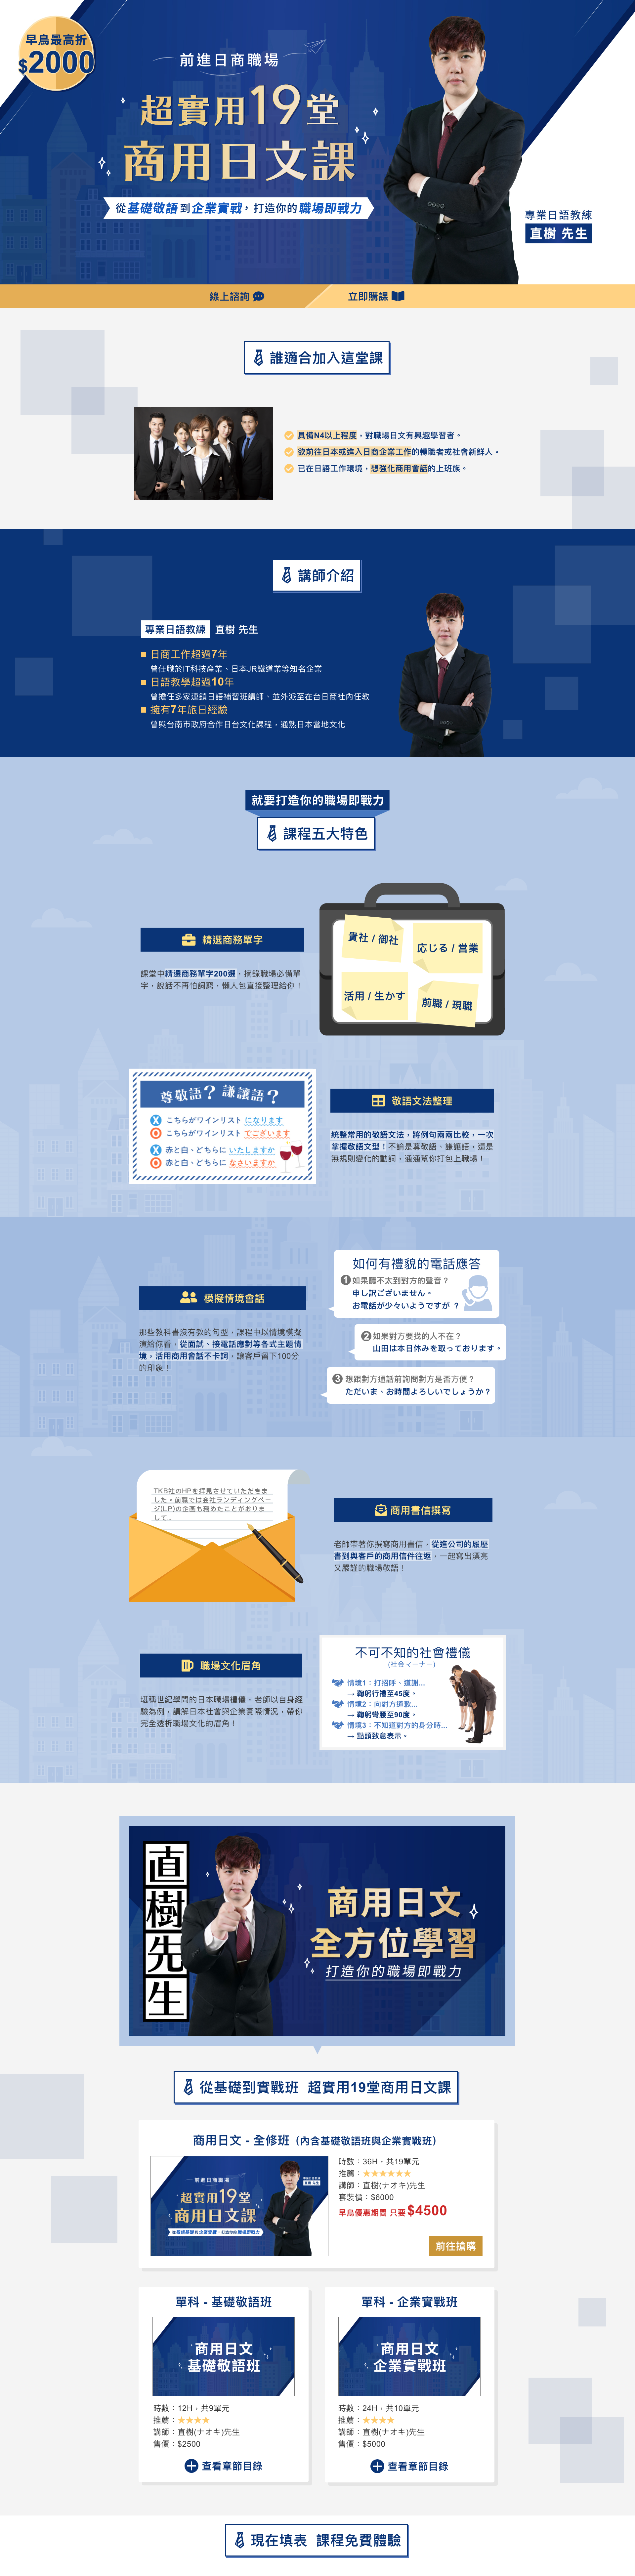 早鳥最高折
$2000
前進日商職場
超實用19堂
商用日文課
從基礎敬語到企業實戰，打造你的職場即戰力
專業日語教練
直樹 先生
線上諮詢
立即購課
誰適合加入這堂課
具備N4以上程度，對職場日文有興趣學習者。
欲前往日本或進入日商企業工作的轉職者或社會新鮮人。
已在日語工作環境，想強化商用會話的上班族。
講師介紹
專業日語教練 直樹 先生
日商工作超過7年
曾任職於IT科技產業、日本JR鐵道業等知名企業
日語教學超過10年
曾擔任多家連鎖日語補習班講師、並外派至在台日商社內任教
擁有7年旅日經驗
曾與台南市政府合作日台文化課程，通熟日本當地文化
就要打造你的職場即戰力
課程五大特色
精選商務單字
課堂中精選商務單字200選，摘錄職場必備單
字，說話不再怕詞窮，懶人包直接整理給你！
貴社 / 御社
応じる / 営業
活用 / 生かす
前職 / 現職
尊敬語？謙讓語？
X こちらがワインリスト になります
O こちらがワインリスト でございます
X 赤と白、どちらに いたしますか
O 赤と白、どちらに なさいますか
敬語文法整理
統整常用的敬語文法，將例句兩兩比較，一次
掌握敬語文型！不論是尊敬語、謙讓語，還是
無規則變化的動詞，通通幫你打包上職場！
模擬情境會話
那些教科書沒有教的句型，課程中以情境模擬
演給你看，從面試、接電話應對等各式主題情
境，活用商用會話不卡詞，讓客戶留下100分
的印象！
如何有禮貌的電話應答
1 如果聽不太到對方的聲音？
申し訳ございません。
お電話が少々いようですが ？
2 如果對方要找的人不在？
山田は本日休みを取っております。
3 想跟對方通話前詢問對方是否方便？
ただいま、お時間よろしいでしょうか？
TKB社のHPを拝見させていただきま
した。前職では会社ランディングペー
ジ(LP)の企画も務めたことがおりま
して。
商用書信撰寫
老師帶著你撰寫商用書信，從進公司的履歷
書到與客戶的商用信件往返，一起寫出漂亮
又嚴謹的職場敬語！
職場文化眉角
堪稱世紀學問的日本職場禮儀，老師以自身經
驗為例，講解日本社會與企業實際情況、帶你
完全透析職場文化的眉角！
不可不知的社會禮儀
(社会マーナー)
情境1：打招呼、道謝...
→ 鞠躬行禮至45度。
情境2：向對方道歉...
→ 鞠躬彎腰至90度。
情境3：不知道對方的身分時...
→ 點頭致意表示。
直樹先生
商用日文
全方位學習
打造你的職場即戰力
從基礎到實戰班 超實用19堂商用日文課
商用日文 - 全修班（內含基礎敬語班與企業實戰班）
前進日商職場
超實用19堂
商用日文課
從基礎敬語到企業實戰，打造你的職場即戰力
專業日語教練
直樹 先生
時數：36H，共19單元
推薦：★★★★★★
講師：直樹(ナオキ)先生
套裝價：$6000
早鳥優惠期間 只要$4500
前往搶購
單科 - 基礎敬語班
商用日文
基礎敬語班
時數：12H，共9單元
推薦：★★★★
講師：直樹(ナオキ)先生
售價：$2500
查看章節目錄
單科 - 企業實戰班
商用日文
企業實戰班
時數：24H，共10單元
推薦：★★★★
講師：直樹(ナオキ)先生
售價：$5000
查看章節目錄
現在填表 課程免費體驗